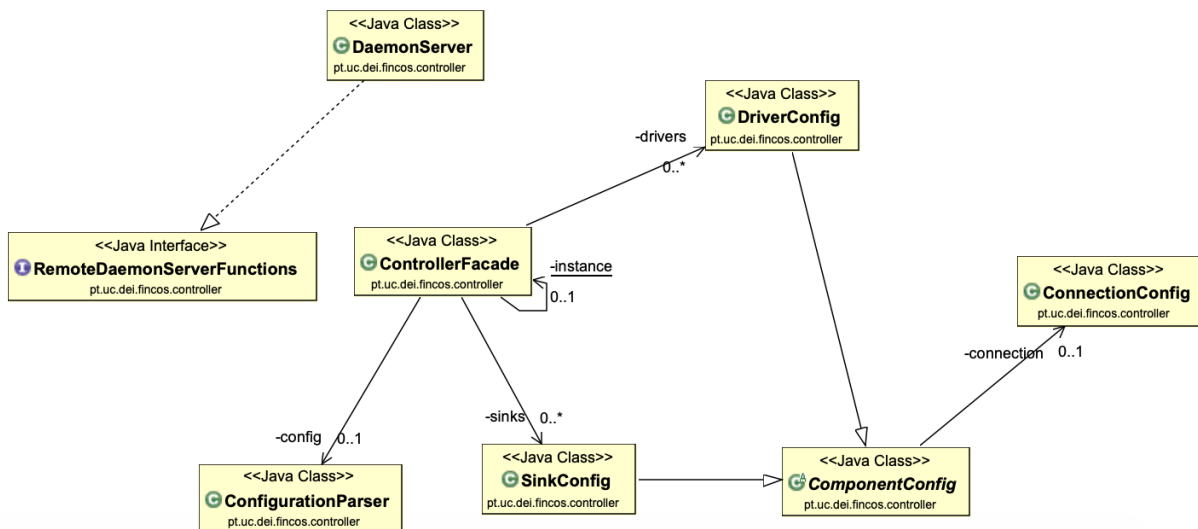 <<Java Class>>
C DaemonServer
pt.uc.dei.fincos.controller
<<Java Class>>
C DriverConfig
pt.uc.dei.fincos.controller
-drivers
0..*
<<Java Interface>>
I RemoteDaemonServerFunctions
pt.uc.dei.fincos.controller
<<Java Class>>
C ControllerFacade
pt.uc.dei.fincos.controller
-instance
0..1
<<Java Class>>
C ConnectionConfig
pt.uc.dei.fincos.controller
-connection
0..1
-sinks
0..*
-config
0..1
<<Java Class>>
C ConfigurationParser
pt.uc.dei.fincos.controller
<<Java Class>>
C SinkConfig
pt.uc.dei.fincos.controller
<<Java Class>>
C A ComponentConfig
pt.uc.dei.fincos.controller